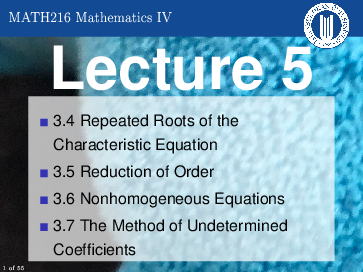 MATH216 Mathematics IV
Lecture 5
3.4 Repeated Roots of the
Characteristic Equation
3.5 Reduction of Order
3.6 Nonhomogeneous Equations
3.7 The Method of Undetermined
Coefficients
1 of 55